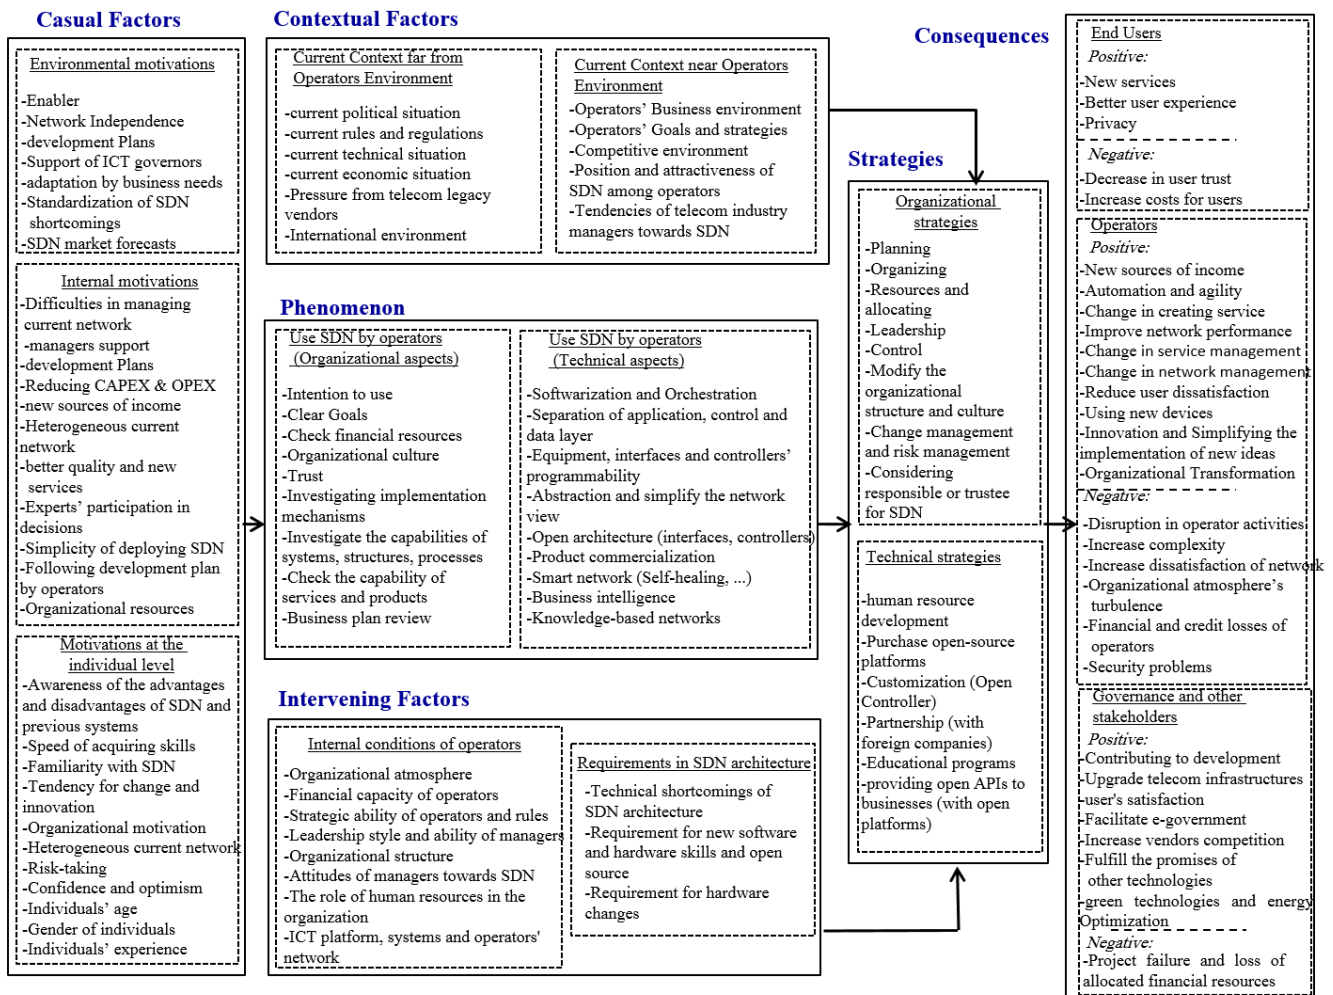 Casual Factors
Environmental motivations
-Enabler
-Network Independence
-development Plans
-Support of ICT governors
-adaptation by business needs
-Standardization of SDN
shortcomings
-SDN market forecasts
Internal motivations
-Difficulties in managing
current network
-managers support
-development Plans
-Reducing CAPEX & OPEX
-new sources of income
-Heterogeneous current
network
-better quality and new
services
-Experts' participation in
decisions
-Simplicity of deploying SDN
-Following development plan
by operators
-Organizational resources
Motivations at the
individual level
-Awareness of the advantages
and disadvantages of SDN and
previous systems
-Speed of acquiring skills
-Familiarity with SDN
-Tendency for change and
innovation
-Organizational motivation
-Heterogeneous current network
-Risk-taking
-Confidence and optimism
-Individuals' age
-Gender of individuals
-Individuals' experience
Contextual Factors
Current Context far from
Operators Environment
-current political situation
-current rules and regulations
-current technical situation
-current economic situation
-Pressure from telecom legacy
vendors
-International environment
Current Context near Operators
Environment
-Operators' Business environment
-Operators' Goals and strategies
-Competitive environment
-Position and attractiveness of
SDN among operators
-Tendencies of telecom industry
managers towards SDN
Phenomenon
Use SDN by operators
(Organizational aspects)
-Intention to use
-Clear Goals
-Check financial resources
-Organizational culture
-Trust
-Investigating implementation
mechanisms
-Investigate the capabilities of
systems, structures, processes
-Check the capability of
services and products
-Business plan review
Use SDN by operators
(Technical aspects)
-Softwarization and Orchestration
-Separation of application, control and
data layer
-Equipment, interfaces and controllers'
programmability
-Abstraction and simplify the network
view
-Open architecture (interfaces, controllers)
-Product commercialization
-Smart network (Self-healing, ...)
-Business intelligence
-Knowledge-based networks
Intervening Factors
Internal conditions of operators
-Organizational atmosphere
-Financial capacity of operators
-Strategic ability of operators and rules
-Leadership style and ability of managers
-Organizational structure
-Attitudes of managers towards SDN
-The role of human resources in the
organization
-ICT platform, systems and operators'
network
Requirements in SDN architecture
-Technical shortcomings of
SDN architecture
-Requirement for new software
and hardware skills and open
source
-Requirement for hardware
changes
Strategies
Organizational
strategies
-Planning
-Organizing
-Resources and
allocating
-Leadership
-Control
-Modify the
organizational
structure and culture
-Change management
and risk management
-Considering
responsible or trustee
for SDN
Technical strategies
-human resource
development
-Purchase open-source
platforms
-Customization (Open
Controller)
-Partnership (with
foreign companies)
-Educational programs
-providing open APIs to
businesses (with open
platforms)
Consequences
End Users
Positive:
-New services
-Better user experience
-Privacy
Negative:
-Decrease in user trust
-Increase costs for users
Operators
Positive:
-New sources of income
-Automation and agility
-Change in creating service
-Improve network performance
-Change in service management
-Change in network management
-Reduce user dissatisfaction
-Using new devices
-Innovation and Simplifying the
implementation of new ideas
-Organizational Transformation
Negative:
-Disruption in operator activities
-Increase complexity
-Increase dissatisfaction of network
-Organizational atmosphere's
turbulence
-Financial and credit losses of
operators
-Security problems
Governance and other
stakeholders
Positive:
-Contributing to development
-Upgrade telecom infrastructures
-user's satisfaction
-Facilitate e-government
-Increase vendors competition
-Fulfill the promises of
other technologies
-green technologies and energy
Optimization
Negative:
-Project failure and loss of
allocated financial resources